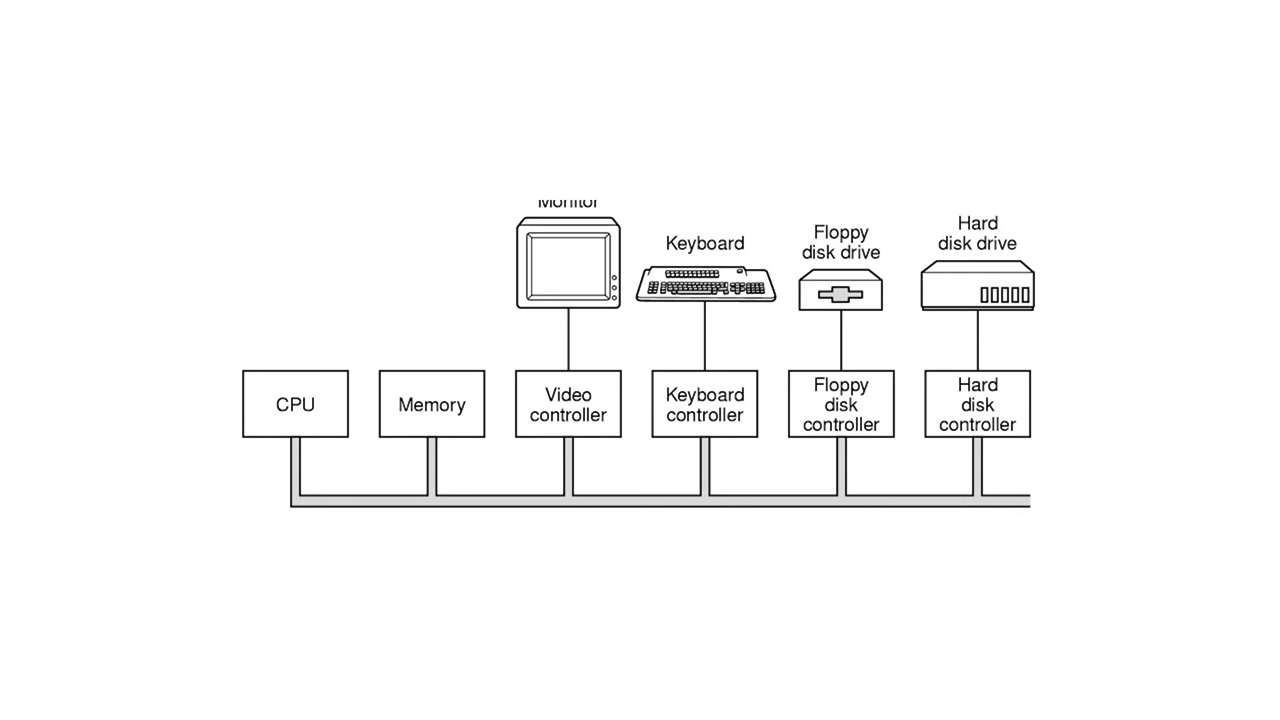 Monitor
Keyboard
Floppy
disk drive
Hard
disk drive
CPU
Memory
Video
controller
Keyboard
controller
Floppy
disk
controller
Hard
disk
controller